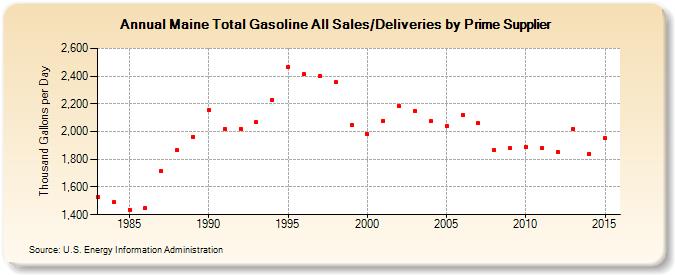 Annual Maine Total Gasoline All Sales/Deliveries by Prime Supplier
Thousand Gallons per Day
2,600
2,400
2,200
2,000
1,800
1,600
1,400
1985 1990 1995 2000 2005 2010 2015
Source: U.S. Energy Information Administration